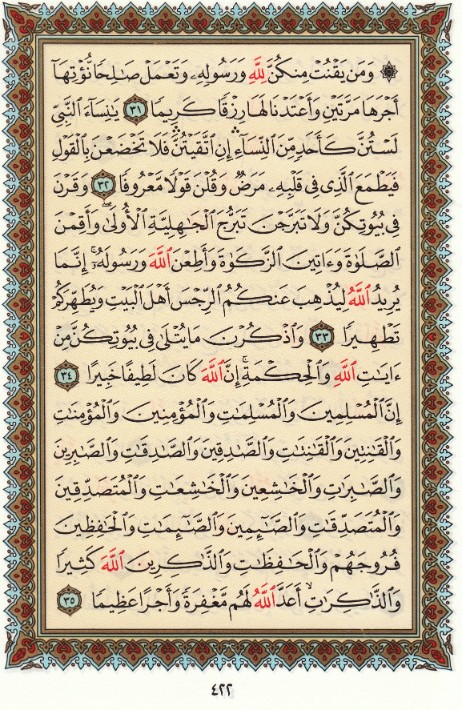 ۞ وَمَن يَقْنُتْ مِنكُنَّ لِلَّهِ وَرَسُولِهِۦ وَتَعْمَلْ صَٰلِحًا نُّؤْتِهَآ
أَجْرَهَا مَرَّتَيْنِ وَأَعْتَدْنَا لَهَا رِزْقًا كَرِيمًا ٣١ يَٰنِسَآءَ ٱلنَّبِىِّ
لَسْتُنَّ كَأَحَدٍ مِّنَ ٱلنِّسَآءِ إِنِ ٱتَّقَيْتُنَّ فَلَا تَخْضَعْنَ بِٱلْقَوْلِ
فَيَطْمَعَ ٱلَّذِى فِى قَلْبِهِۦ مَرَضٌ وَقُلْنَ قَوْلًا مَّعْرُوفًا ٣٢ وَقَرْنَ
فِى بُيُوتِكُنَّ وَلَا تَبَرَّجْنَ تَبَرُّجَ ٱلْجَٰهِلِيَّةِ ٱلْأُولَىٰ وَأَقِمْنَ
ٱلصَّلَوٰةَ وَءَاتِينَ ٱلزَّكَوٰةَ وَأَطِعْنَ ٱللَّهَ وَرَسُولَهُۥٓ ۚ إِنَّمَا
يُرِيدُ ٱللَّهُ لِيُذْهِبَ عَنكُمُ ٱلرِّجْسَ أَهْلَ ٱلْبَيْتِ وَيُطَهِّرَكُمْ
تَطْهِيرًا ٣٣ وَٱذْكُرْنَ مَا يُتْلَىٰ فِى بُيُوتِكُنَّ مِنْ
ءَايَٰتِ ٱللَّهِ وَٱلْحِكْمَةِ ۚ إِنَّ ٱللَّهَ كَانَ لَطِيفًا خَبِيرًا ٣٤
إِنَّ ٱلْمُسْلِمِينَ وَٱلْمُسْلِمَٰتِ وَٱلْمُؤْمِنِينَ وَٱلْمُؤْمِنَٰتِ
وَٱلْقَٰنِتِينَ وَٱلْقَٰنِتَٰتِ وَٱلصَّٰدِقِينَ وَٱلصَّٰدِقَٰتِ وَٱلصَّٰبِرِينَ
وَٱلصَّٰبِرَٰتِ وَٱلْخَٰشِعِينَ وَٱلْخَٰشِعَٰتِ وَٱلْمُتَصَدِّقِينَ
وَٱلْمُتَصَدِّقَٰتِ وَٱلصَّٰٓئِمِينَ وَٱلصَّٰٓئِمَٰتِ وَٱلْحَٰفِظِينَ
فُرُوجَهُمْ وَٱلْحَٰفِظَٰتِ وَٱلذَّٰكِرِينَ ٱللَّهَ كَثِيرًا
وَٱلذَّٰكِرَٰتِ أَعَدَّ ٱللَّهُ لَهُم مَّغْفِرَةً وَأَجْرًا عَظِيمًا ٣٥
٤٢٢